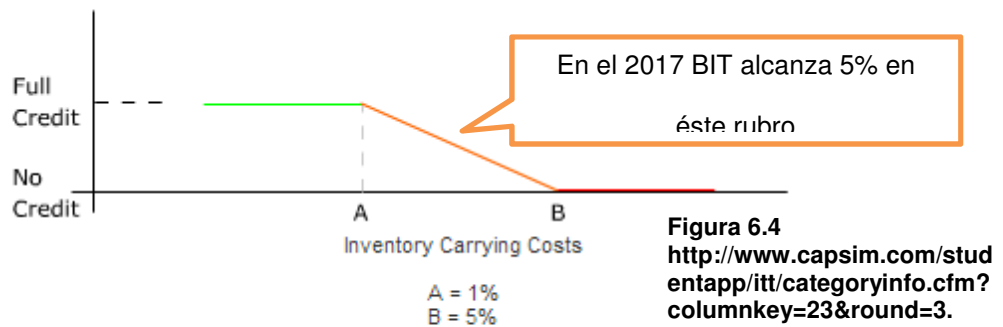 En el 2017 BIT alcanza 5% en
éste rubro
Full
Credit
No
Credit
A
B
Inventory Carrying Costs
A = 1%
B = 5%
Figura 6.4
http://www.capsim.com/stud
entapp/itt/categoryinfo.cfm?
columnkey=23&round=3.